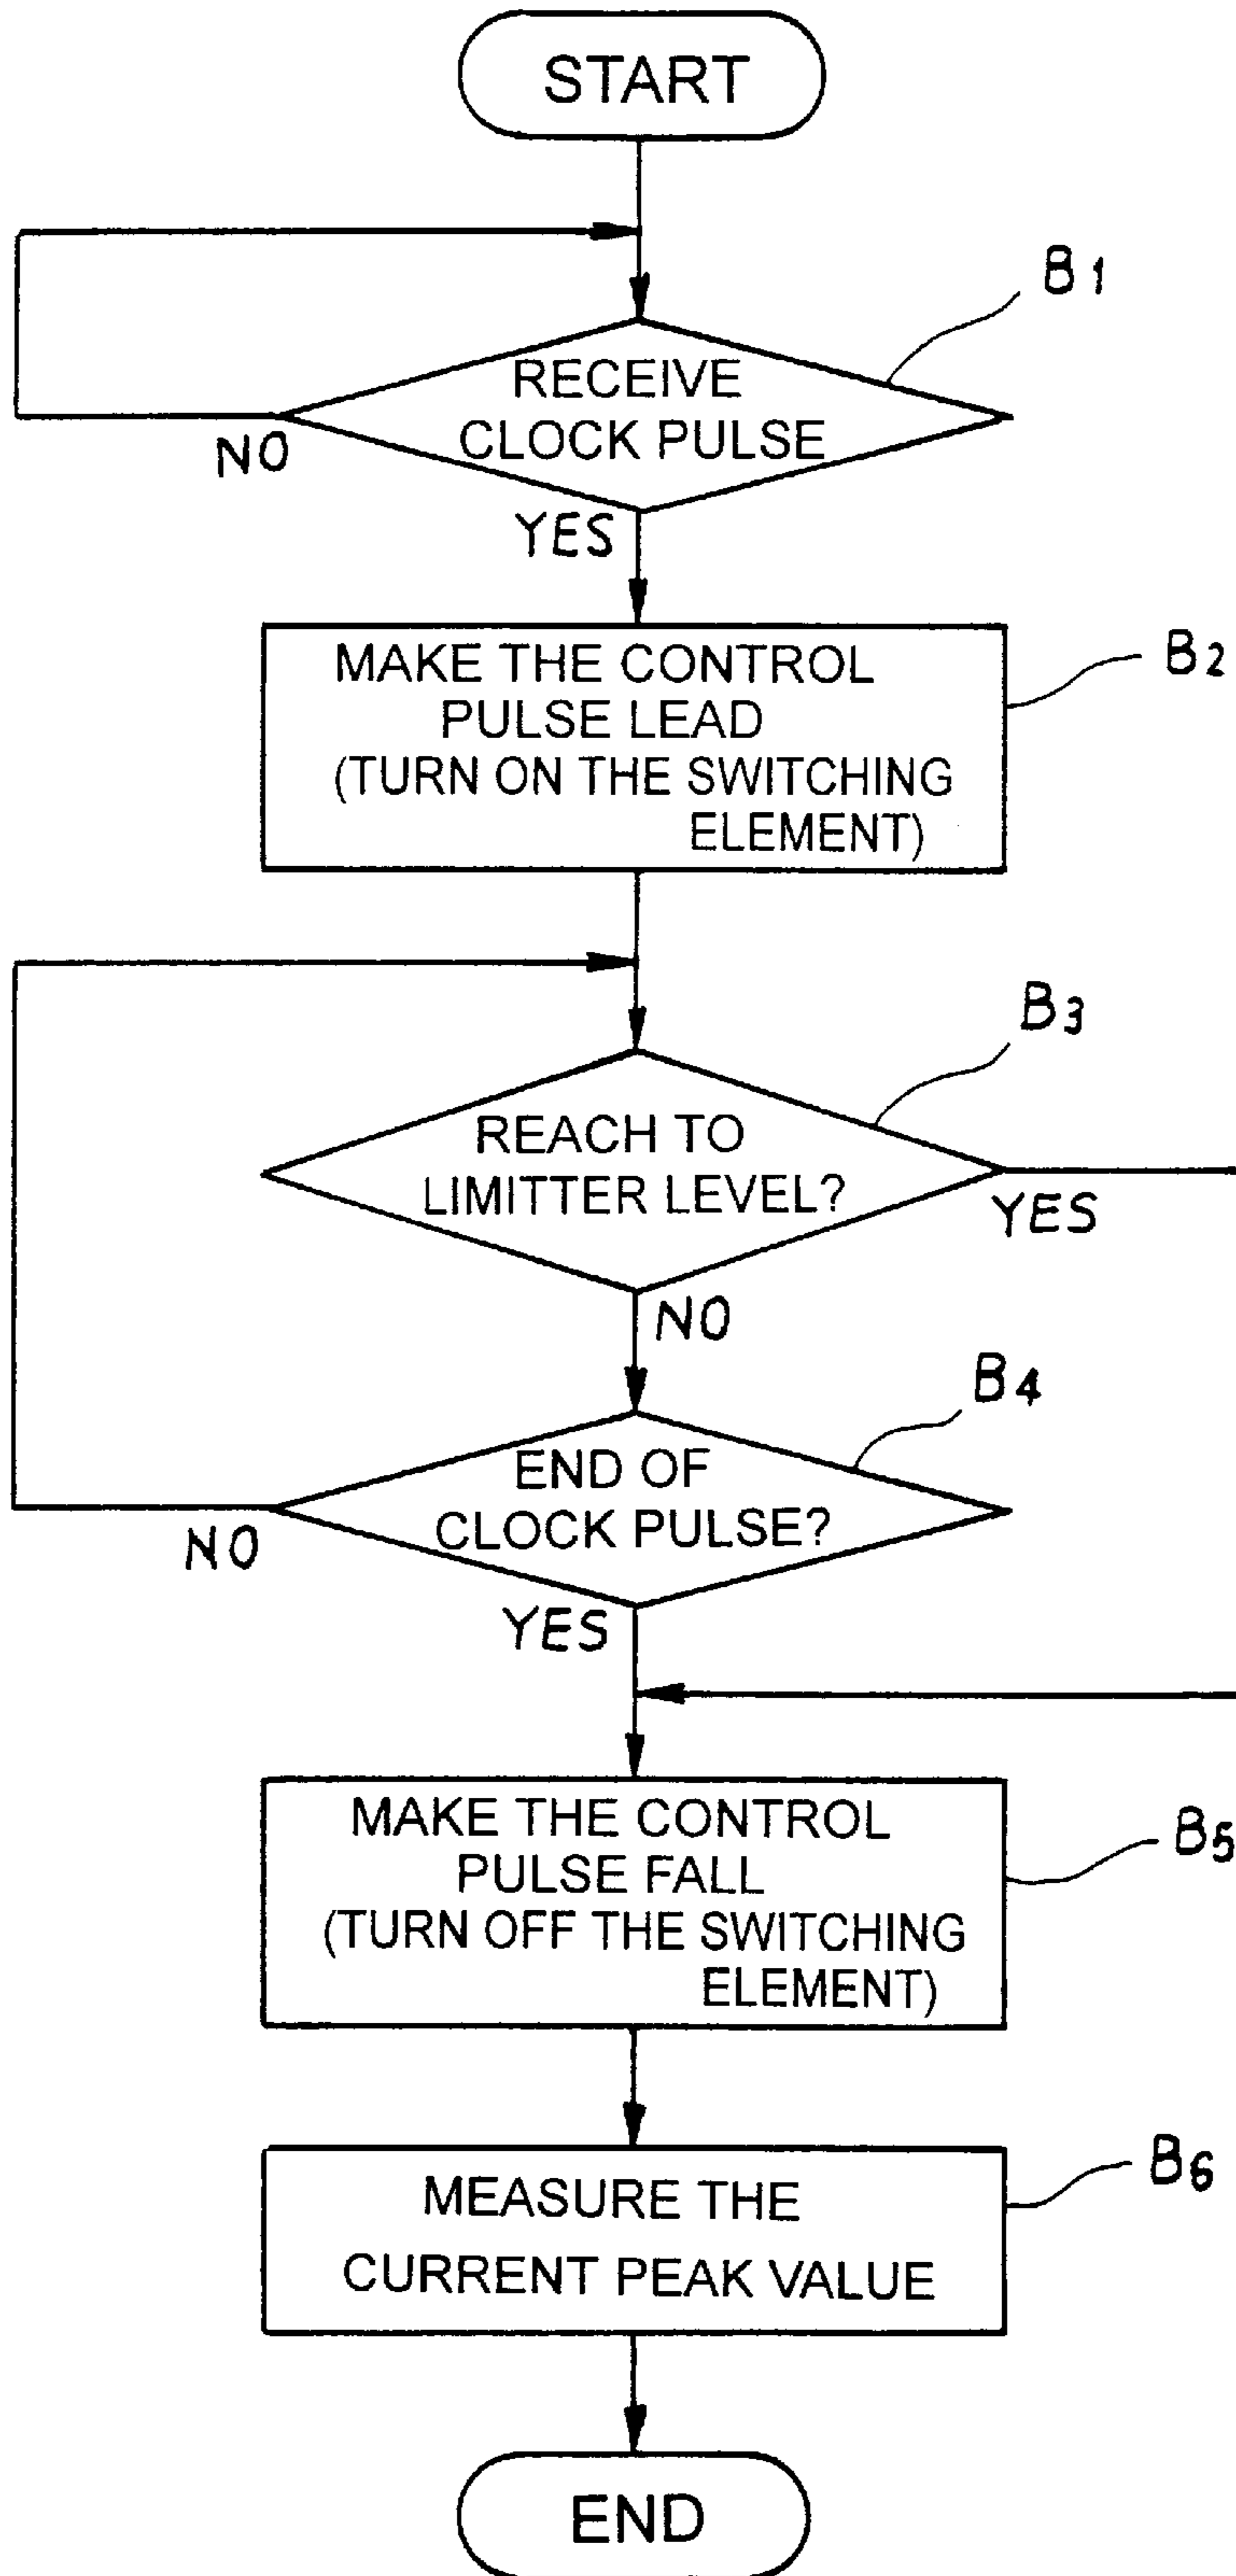 START
B1
RECEIVE
CLOCK PULSE
NO
YES
MAKE THE CONTROL
PULSE LEAD
(TURN ON THE SWITCHING
ELEMENT)
B2
B3
REACH TO
LIMITTER LEVEL?
YES
NO
B4
END OF
CLOCK PULSE?
NO
YES
MAKE THE CONTROL
PULSE FALL
(TURN OFF THE SWITCHING
ELEMENT)
B5
MEASURE THE
CURRENT PEAK VALUE
B6
END